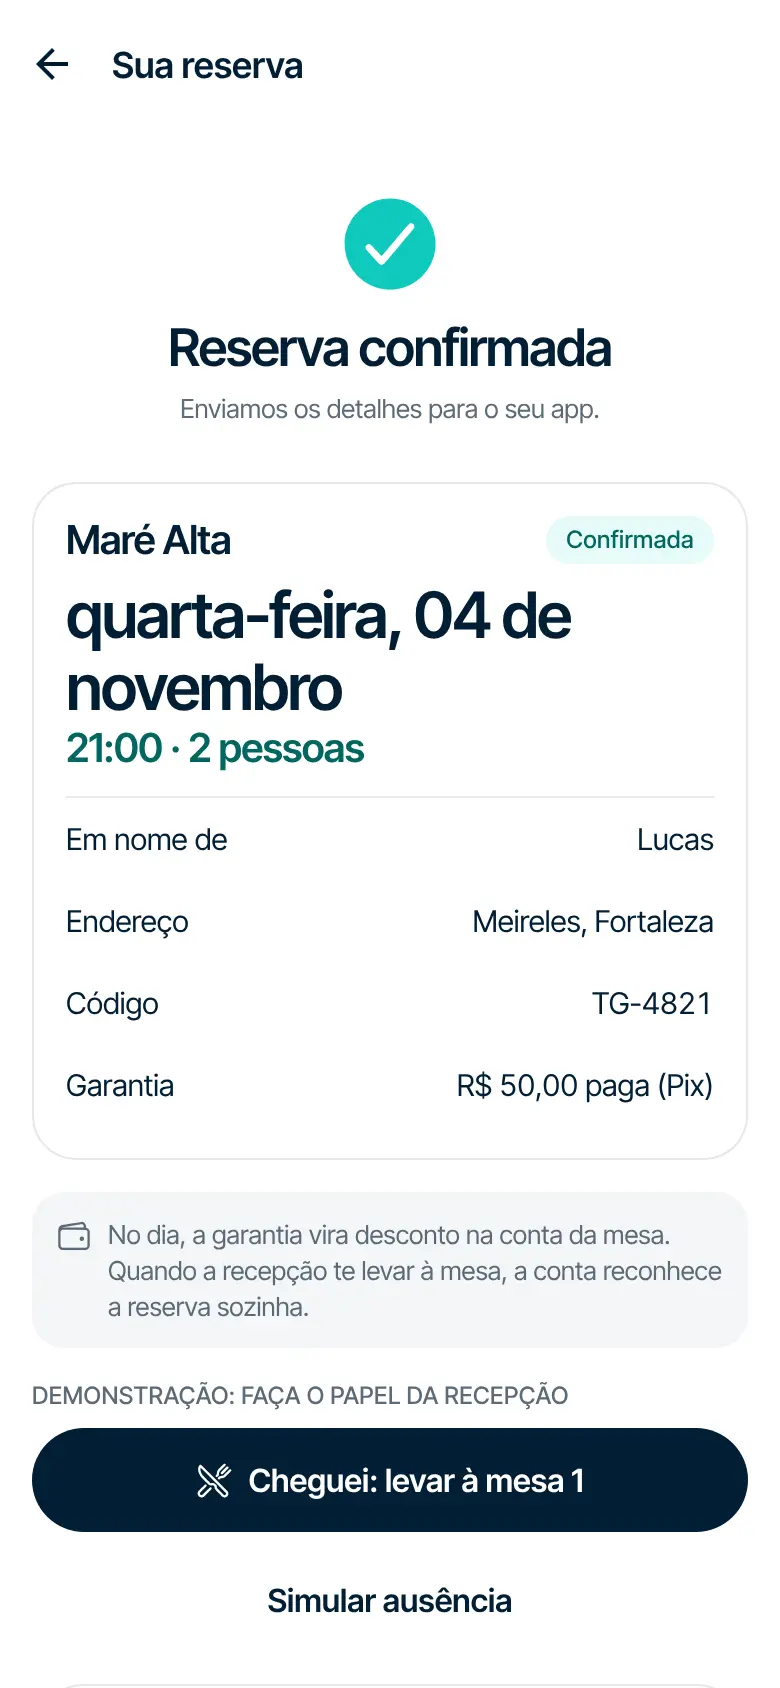 Sua reserva
Reserva confirmada
Enviamos os detalhes para o seu app.
Maré Alta
Confirmada
quarta-feira, 04 de
novembro
21:00 · 2 pessoas
Em nome de
Lucas
Endereço
Meireles, Fortaleza
Código
TG-4821
Garantia
R$ 50,00 paga (Pix)
No dia, a garantia vira desconto na conta da mesa.
Quando a recepção te levar à mesa, a conta reconhece
a reserva sozinha.
DEMONSTRAÇÃO: FAÇA O PAPEL DA RECEPÇÃO
Cheguei: levar à mesa 1
Simular ausência